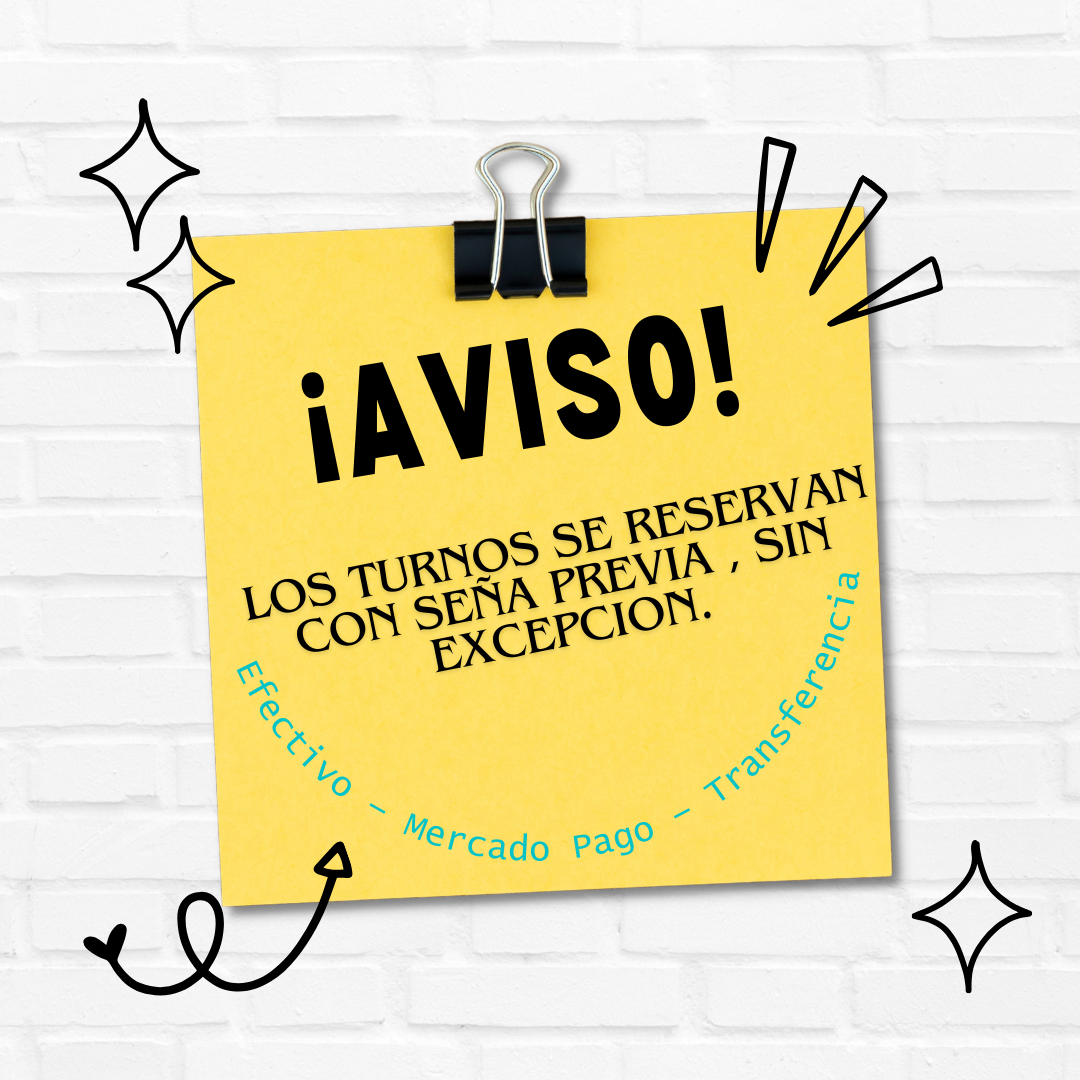 ¡AVISO!
LOS TURNOS SE RESERVAN
CON SEÑA PREVIA , SIN
EXCEPCION.
Efectivo - Mercado Pago - Transferencia